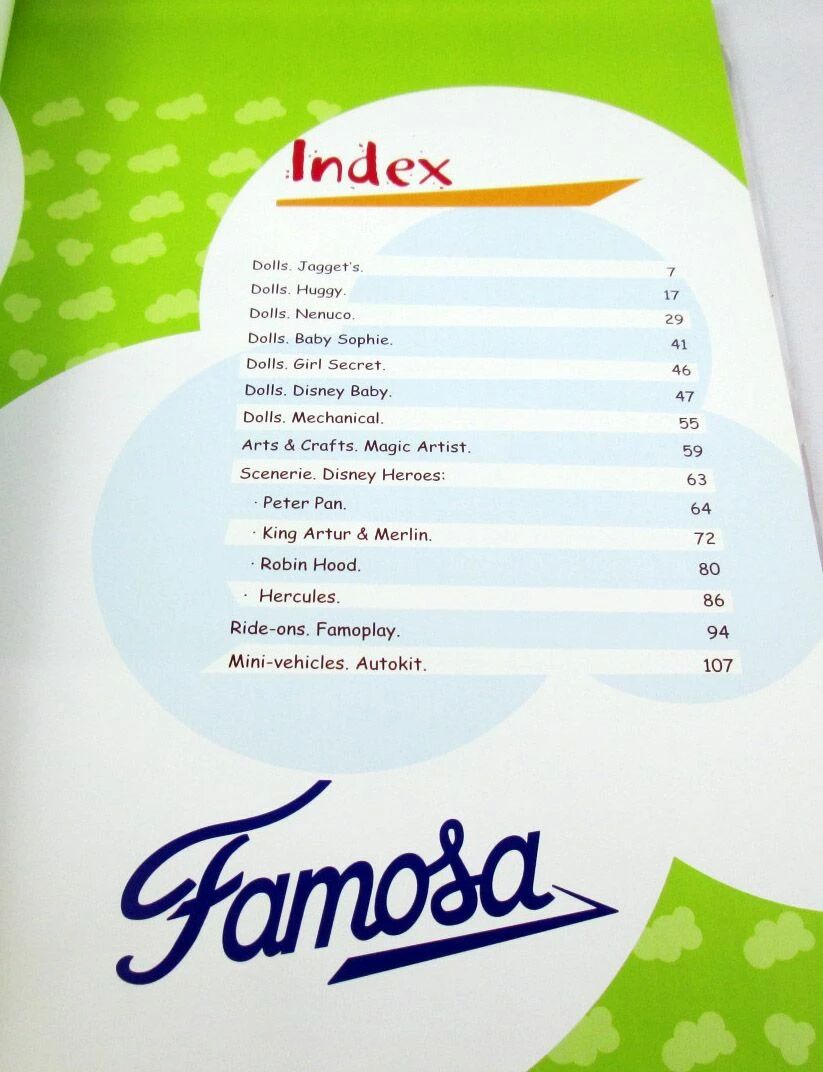 Index
Dolls. Jagget's. 7
Dolls. Huggy. 17
Dolls. Nenuco. 29
Dolls. Baby Sophie. 41
Dolls. Girl Secret. 46
Dolls. Disney Baby. 47
Dolls. Mechanical. 55
Arts & Crafts. Magic Artist. 59
Scenerie. Disney Heroes: 63
· Peter Pan. 64
· King Artur & Merlin. 72
· Robin Hood. 80
· Hercules. 86
Ride-ons. Famoplay. 94
Mini-vehicles. Autokit. 107
Famosa